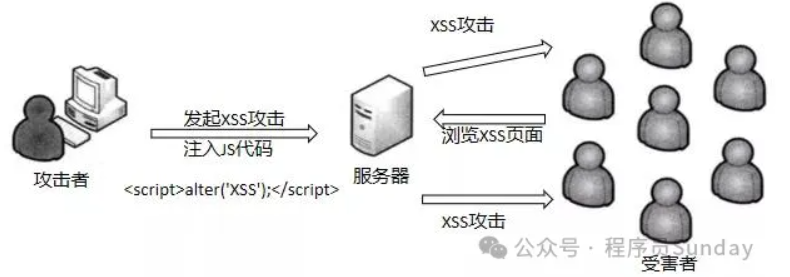 XSS攻击
发起XSS攻击
注入JS代码
浏览XSS页面
攻击者
服务器
<script>alter('XSS');</script>
XSS攻击
公众号·程序员Sunday
受害者